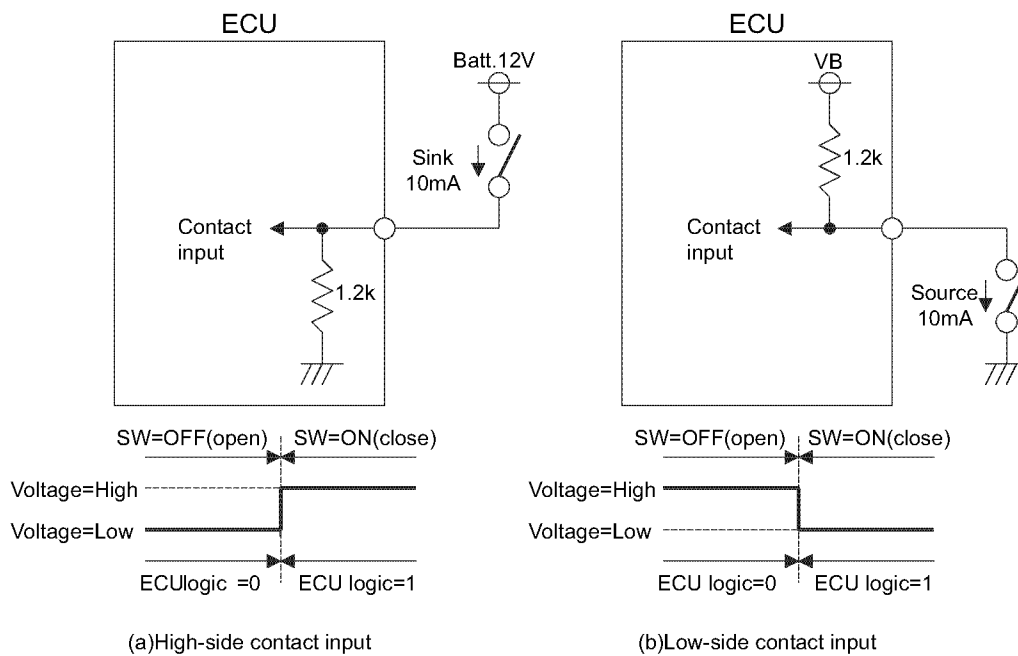 ECU
Batt.12V
Sink
10mA
Contact
input
1.2k
SW=OFF(open)
SW=ON(close)
Voltage=High
Voltage=Low
ECUlogic =0
ECU logic=1
(a)High-side contact input
ECU
VB
1.2k
Contact
input
Source
10mA
SW=OFF(open)
SW=ON(close)
Voltage=High
Voltage=Low
ECU logic=0
ECU logic=1
(b)Low-side contact input